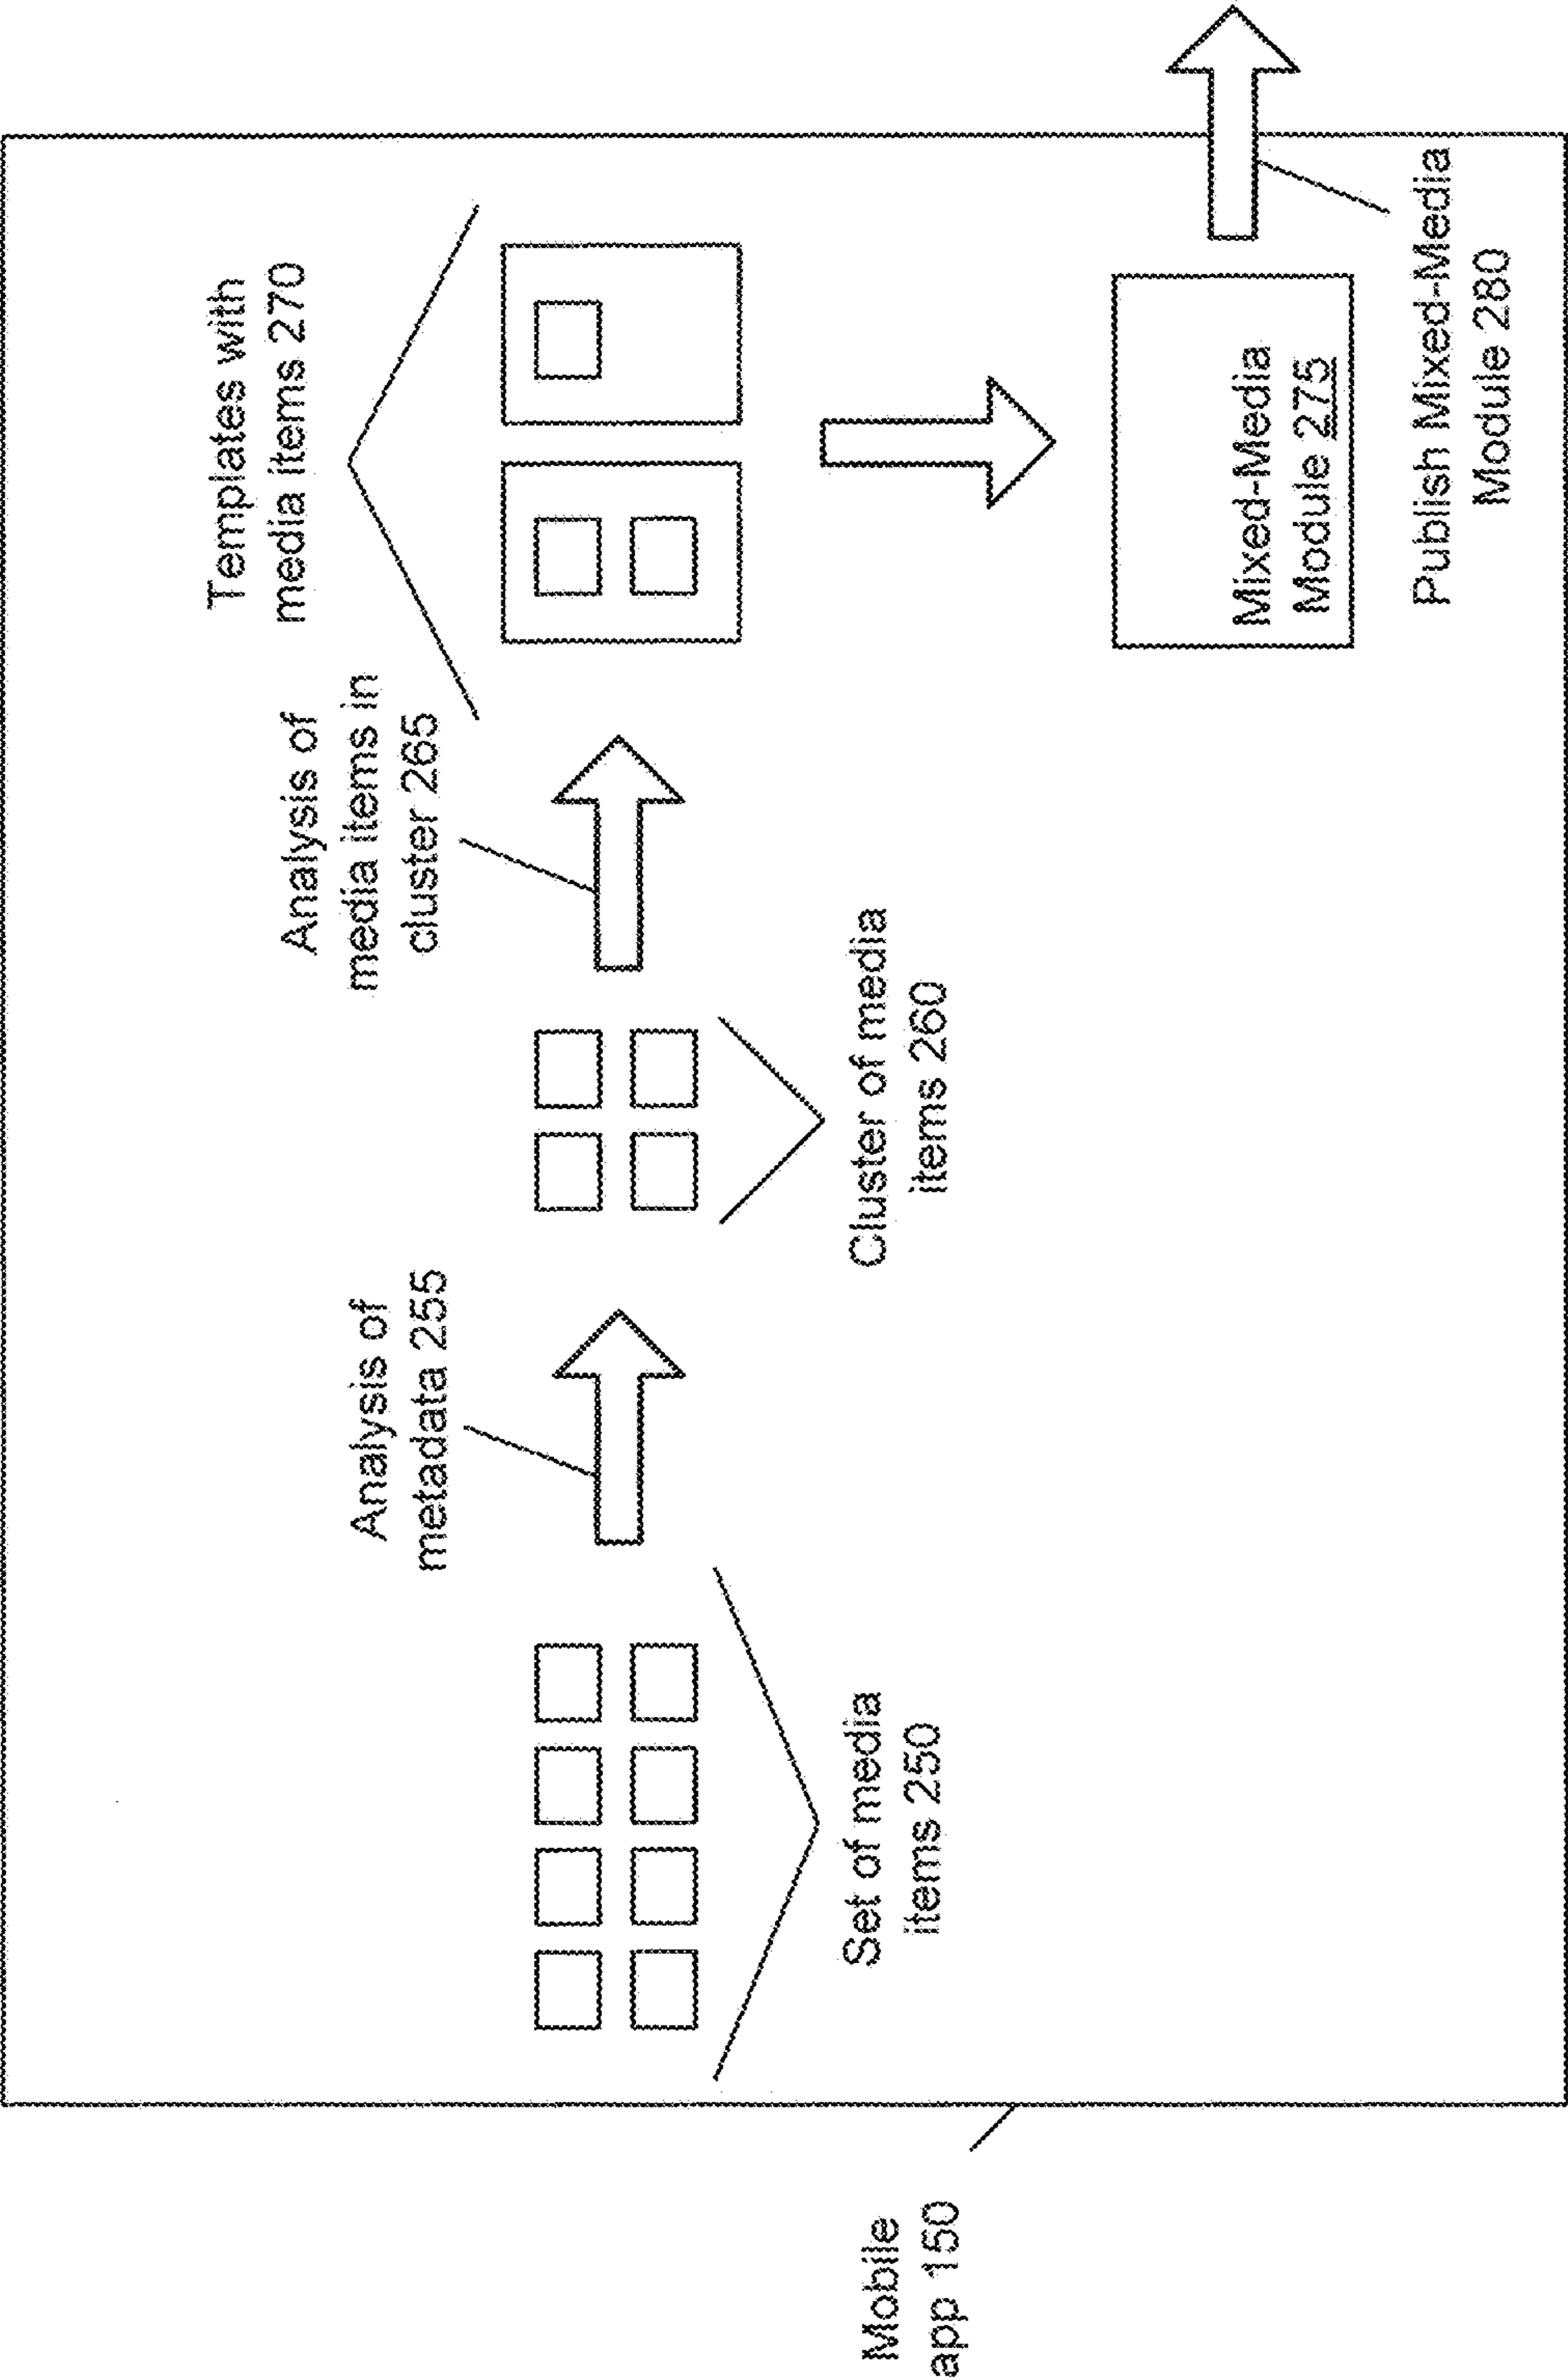 Mobile
app 150
Set of media
items 250
Analysis of
metadata 255
Cluster of media
items 260
Analysis of
media items in
cluster 265
Templates with
media items 270
Mixed-Media
Module 275
Publish Mixed-Media
Module 280